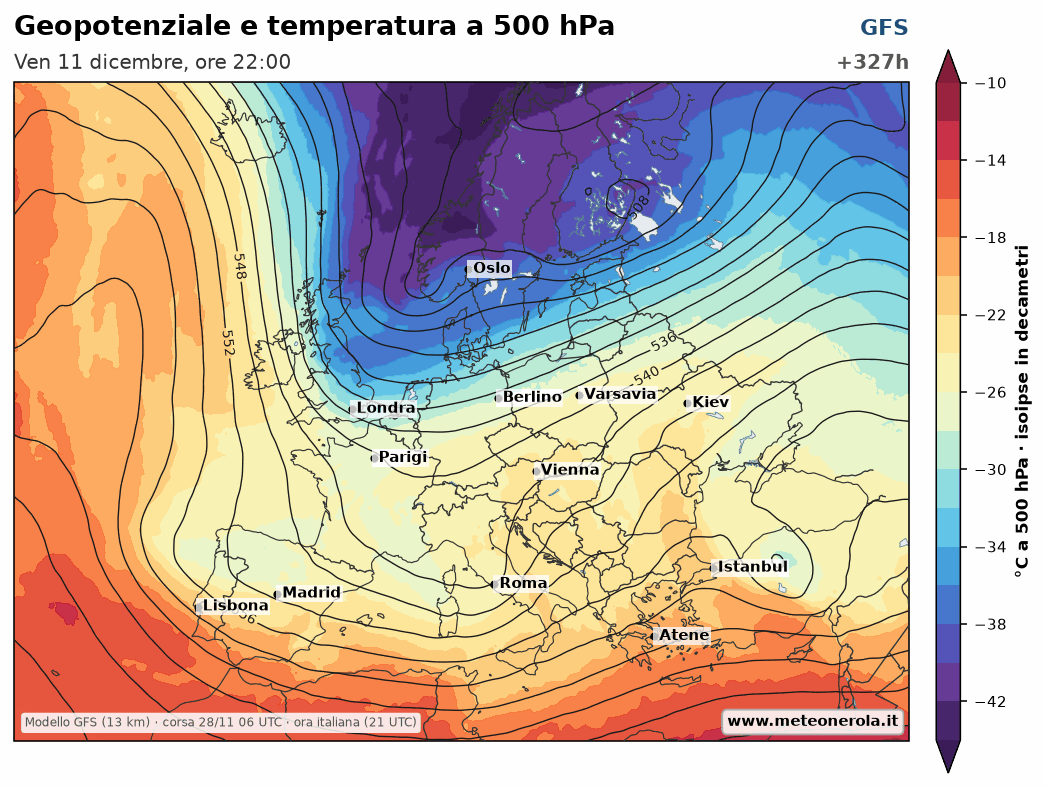 Geopotenziale e temperatura a 500 hPa
GFS
Ven 11 dicembre, ore 22:00
+327h
−10
−14
−18
−22
−26
−30
−34
−38
−42
°C a 500 hPa · isoipse in decametri
508
548
552
536
540
Oslo
Londra
Berlino
Varsavia
Kiev
Parigi
Vienna
Istanbul
Roma
Madrid
Lisbona
Atene
Modello GFS (13 km) · corsa 28/11 06 UTC · ora italiana (21 UTC)
www.meteonerola.it